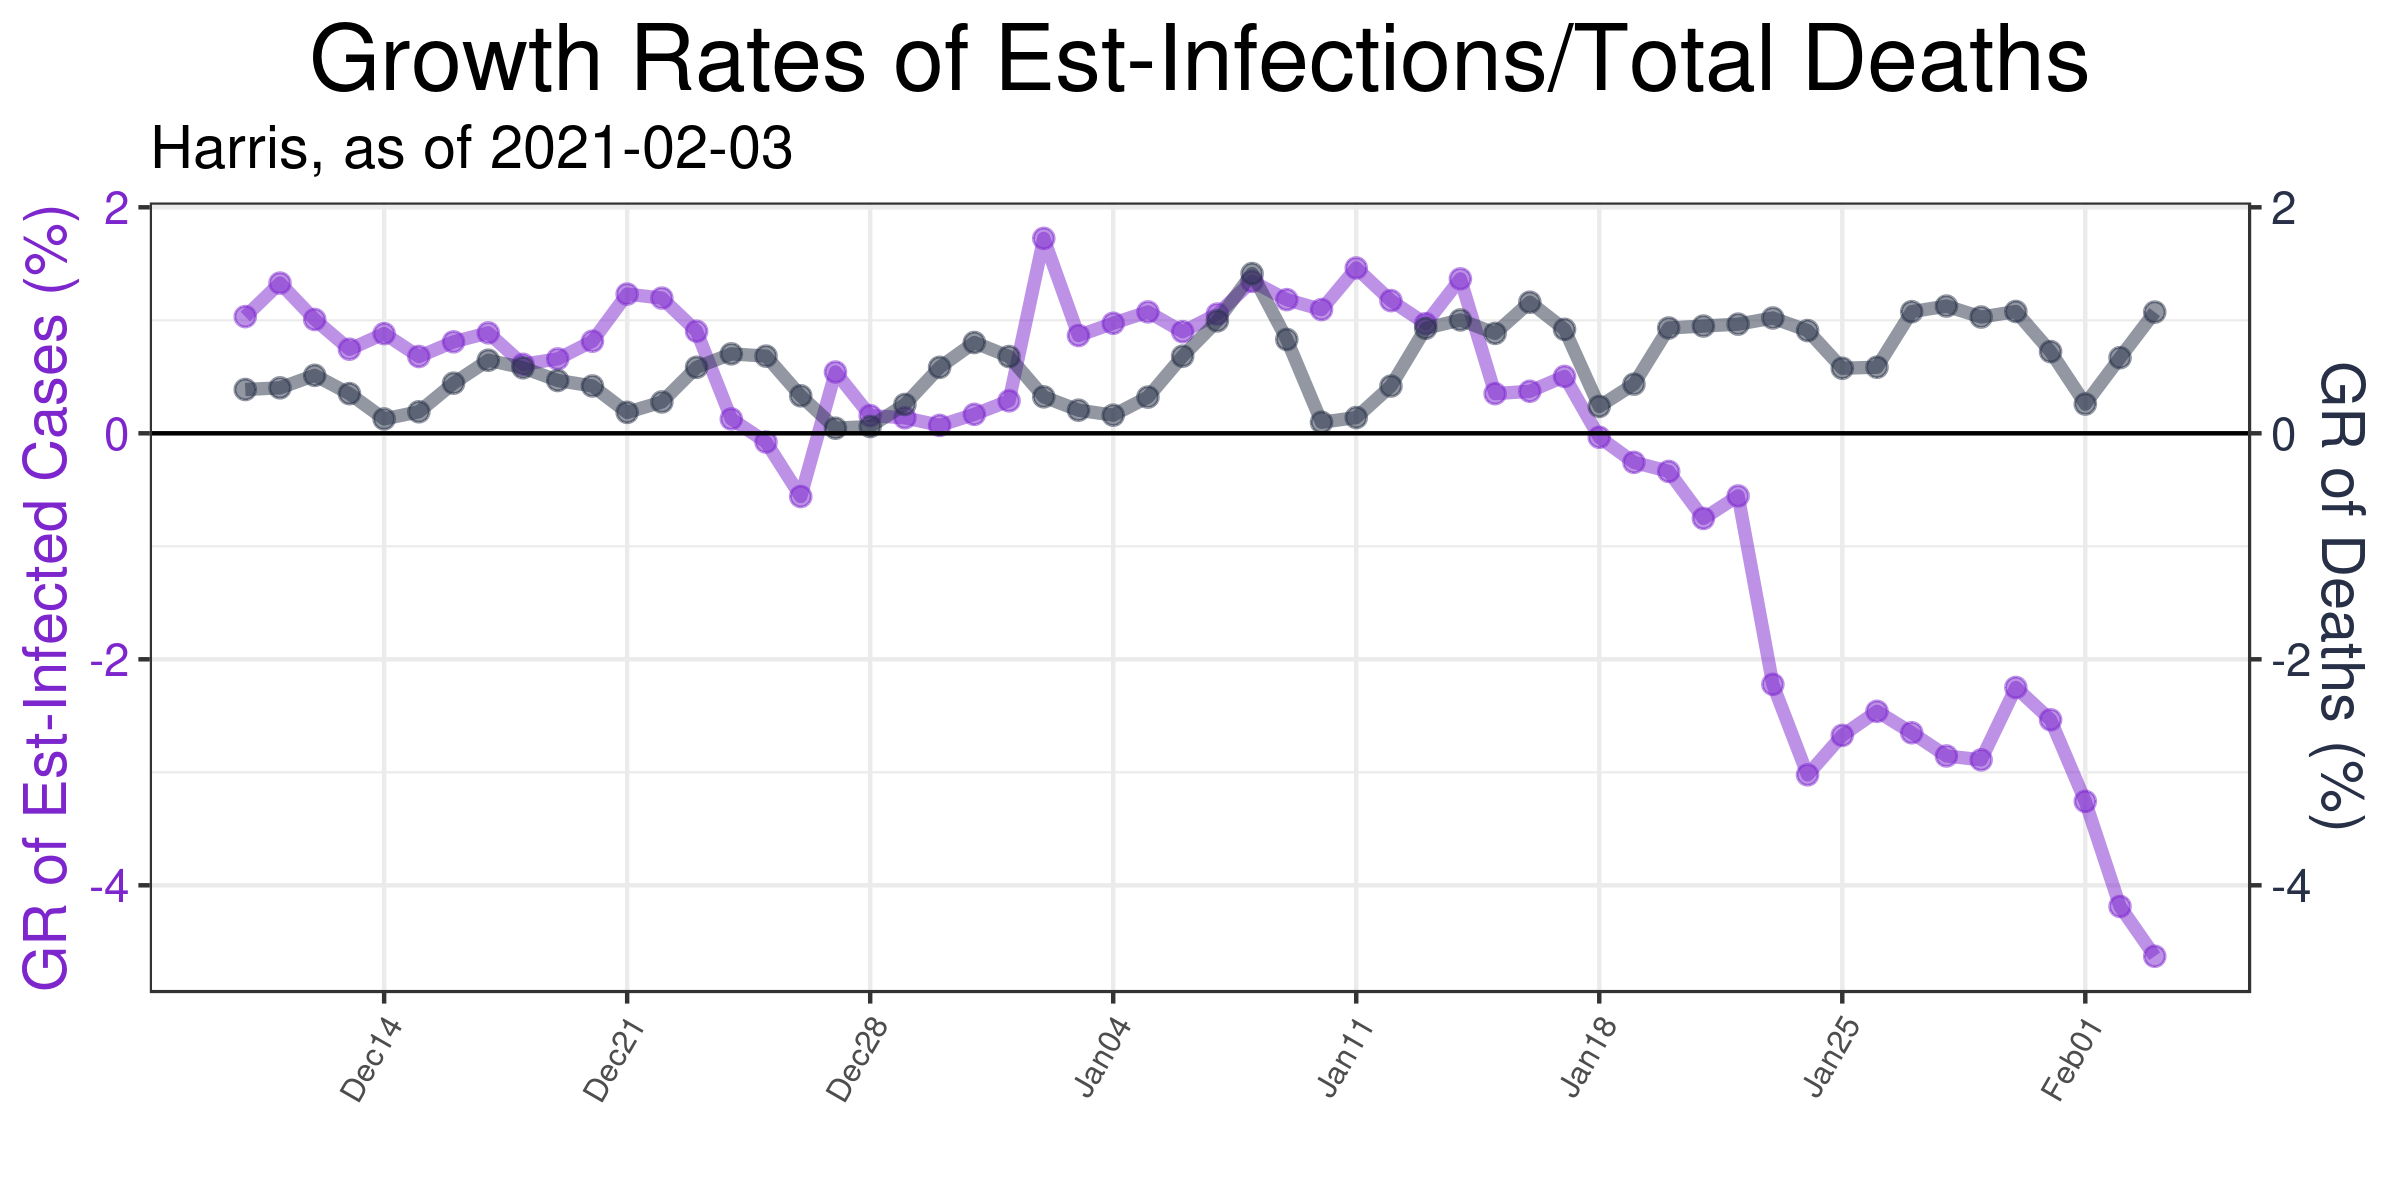 Growth Rates of Est-Infections/Total Deaths
Harris, as of 2021-02-03
GR of Est-Infected Cases (%)
2
0
-2
-4
2
0
-2
-4
GR of Deaths (%)
Dec14
Dec21
Dec28
Jan04
Jan11
Jan18
Jan25
Feb01